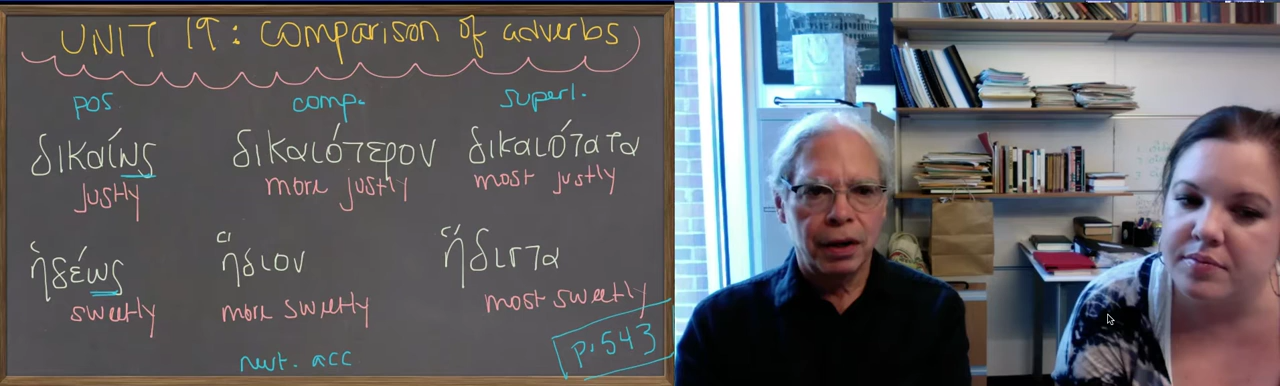 UNIT 19: comparison of adverbs
pos. comp. superl.
δικαίως δικαιότερον δικαιότατα
justly more justly most justly
ἡδέως ἥδιον ἥδιστα
sweetly more sweetly most sweetly
neut. acc
p. 543